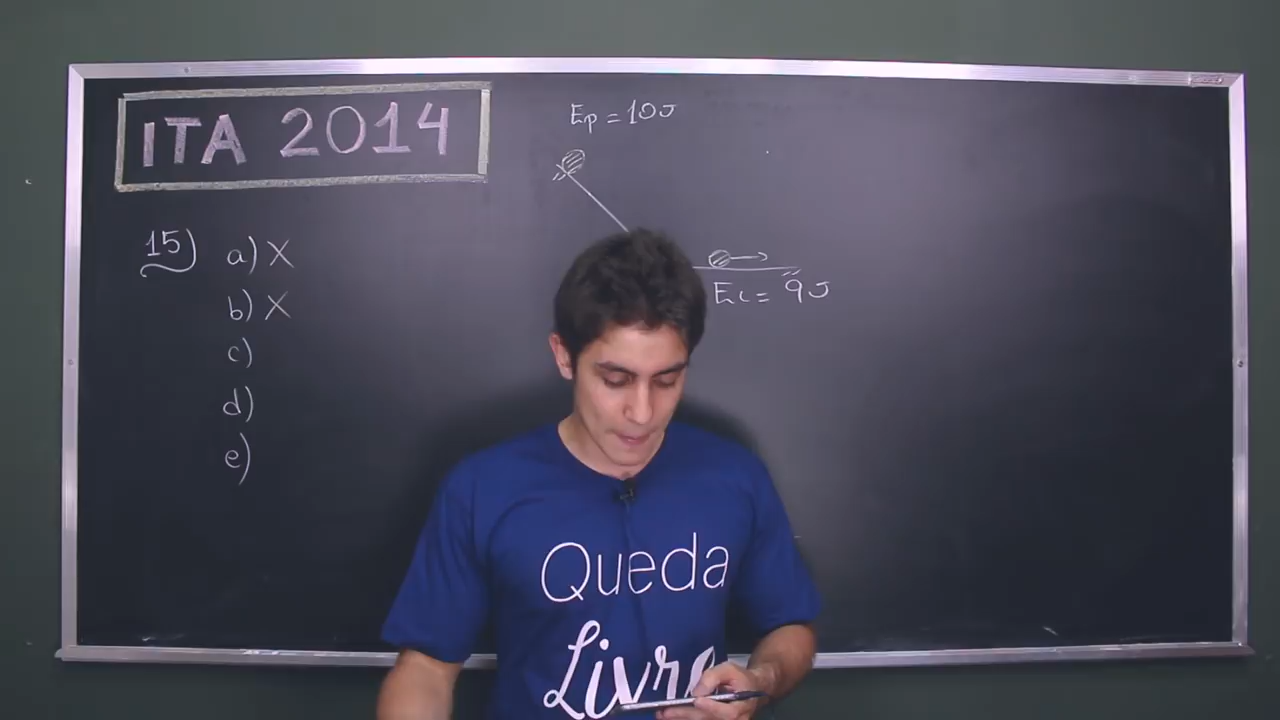 ITA 2014
Ep = 10J
15) a) X
b) X
c)
d)
e)
Ec = 9J
Queda
Livre